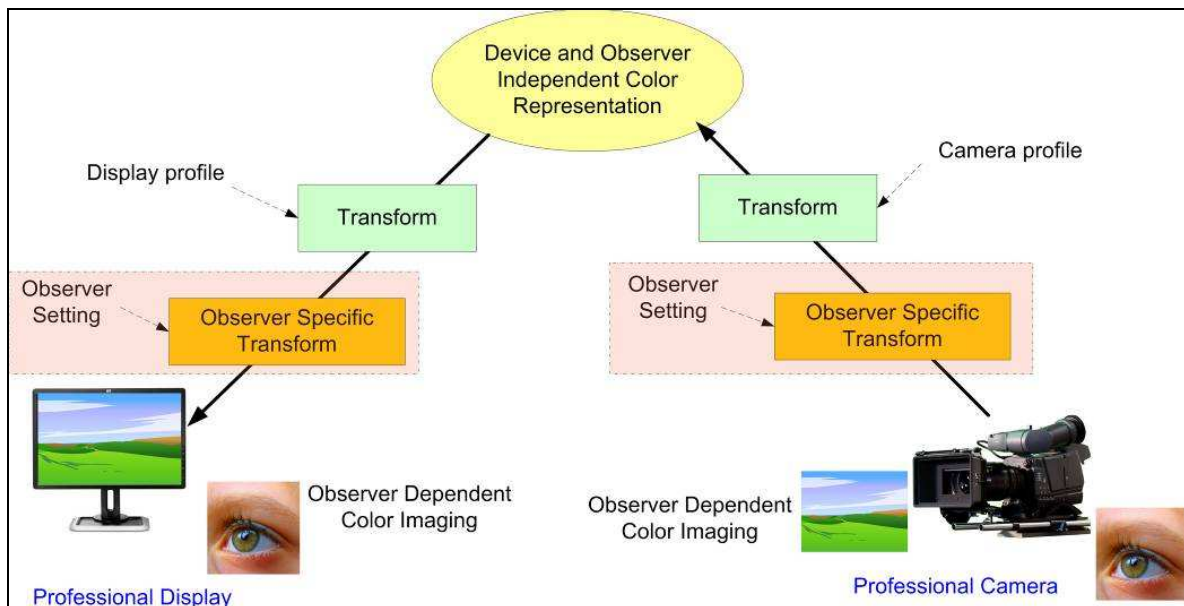 Device and Observer
Independent Color
Representation
Display profile
Camera profile
Transform
Transform
Observer
Setting
Observer Specific
Transform
Observer
Setting
Observer Specific
Transform
Observer Dependent
Color Imaging
Observer Dependent
Color Imaging
Professional Display
Professional Camera